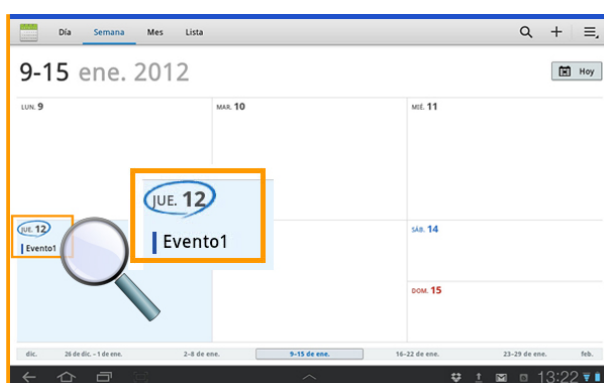 Día Semana Mes Lista
9-15 ene. 2012
Hoy
LUN. 9 MAR. 10 MIÉ. 11
JUE. 12
Evento1
JUE. 12
Evento1
SÁB. 14
DOM. 15
dic. 26 de dic. - 1 de ene. 2-8 de ene. 9-15 de ene. 16-22 de ene. 23-29 de ene. feb.
13:22